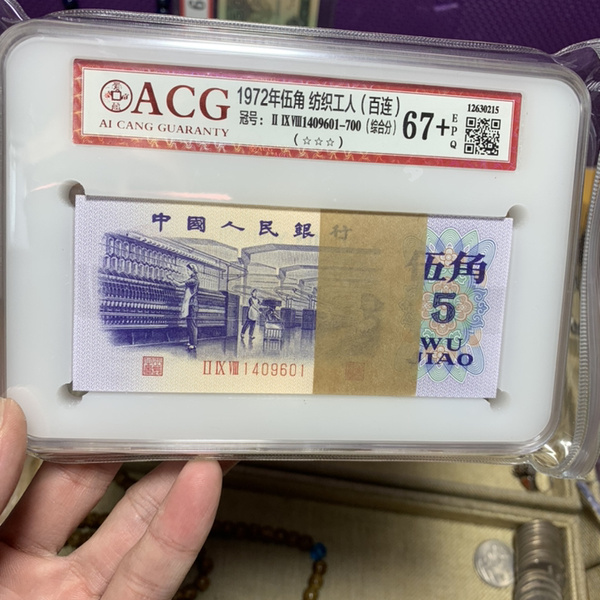 ACG
AI CANG GUARANTY
1972年伍角 纺织工人（百连）
冠号： II IX VIII 1409601-700 (综合分)
(☆☆☆)
67+
EPQ
12630215
中國人民銀行
伍角
5
WU
JIAO
II IX VIII 1409601